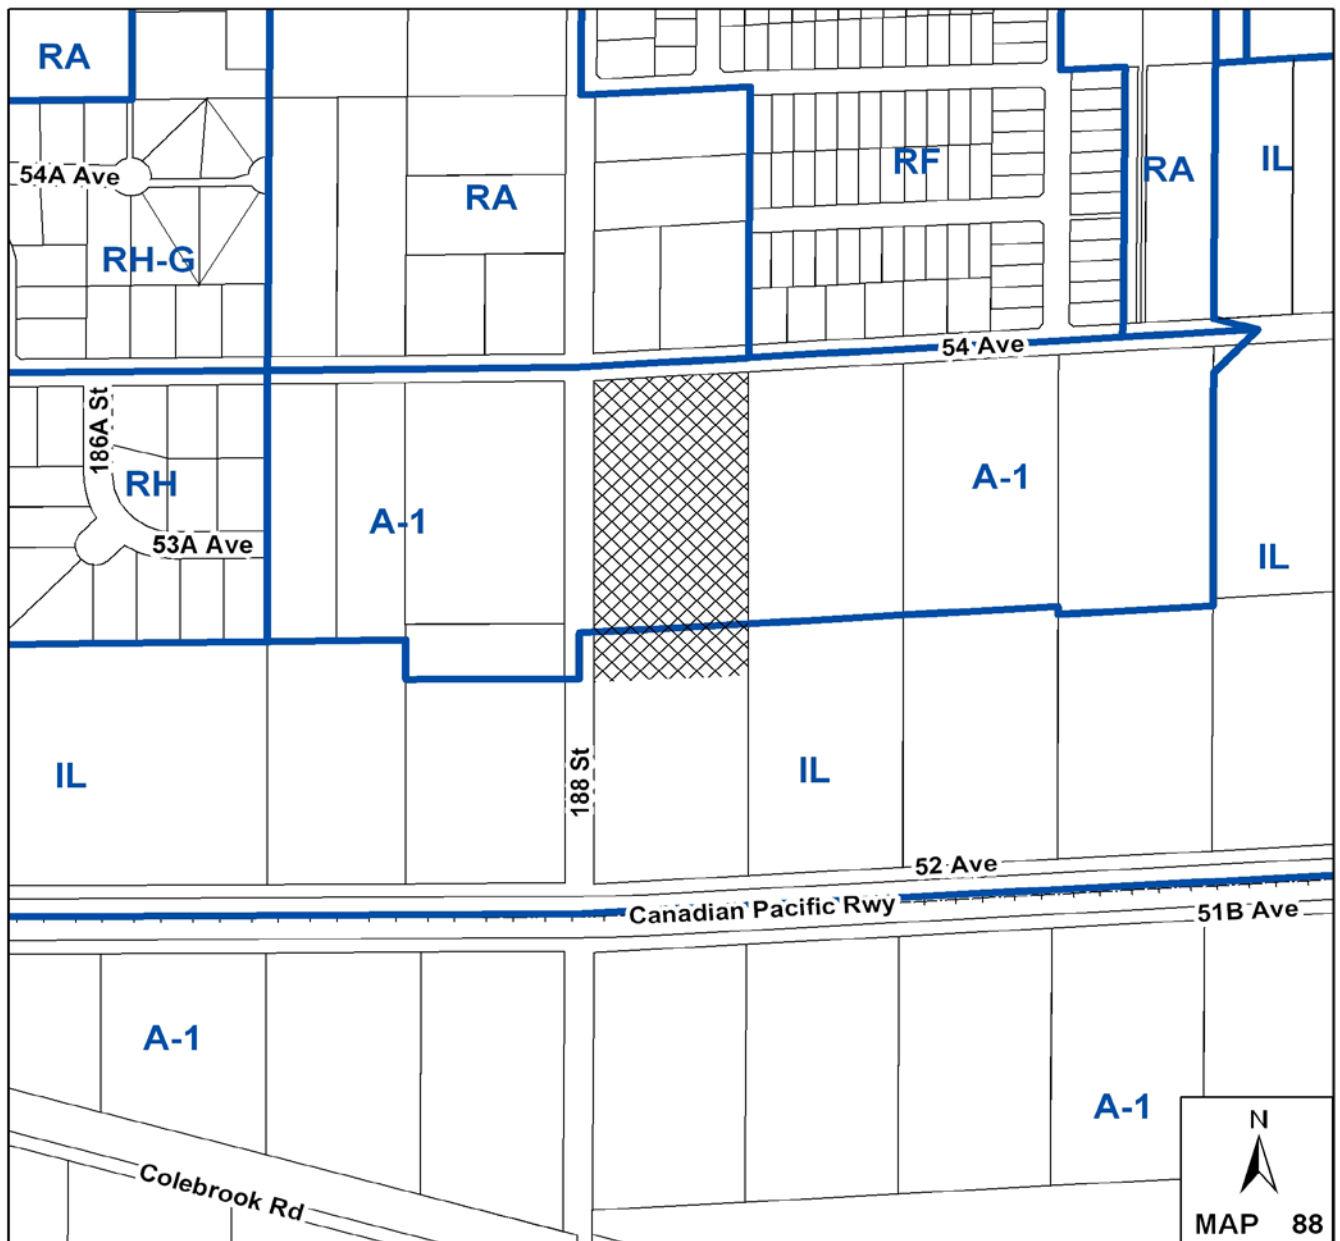 RA
54A Ave
RH-G
RA
RF
RA
IL
54 Ave
186A St
RH
53A Ave
A-1
A-1
IL
IL
188 St
IL
52 Ave
Canadian Pacific Rwy
51B Ave
A-1
A-1
Colebrook Rd
N
MAP 88